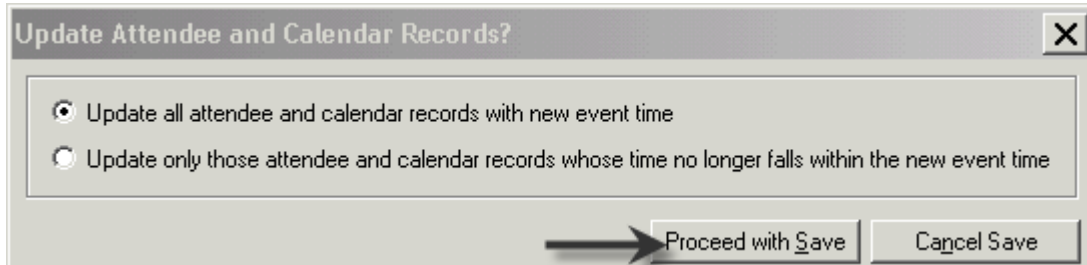 Update Attendee and Calendar Records?
Update all attendee and calendar records with new event time
Update only those attendee and calendar records whose time no longer falls within the new event time
Proceed with Save
Cancel Save